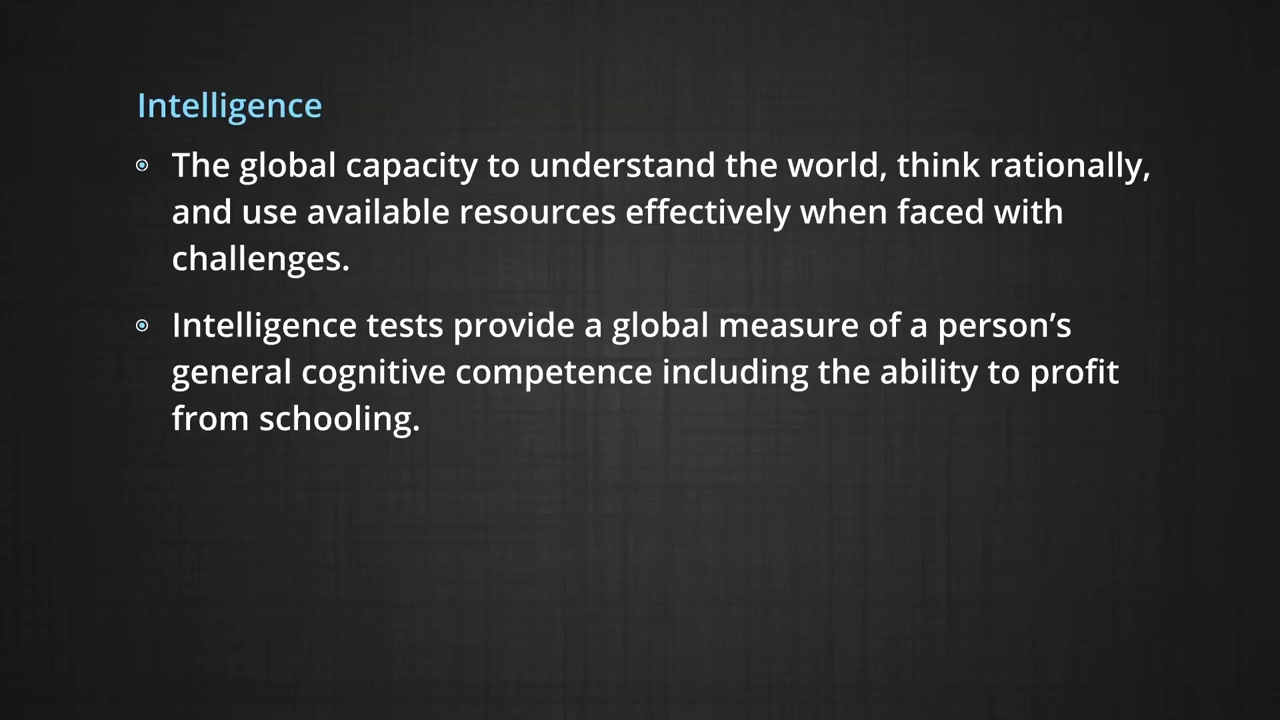 Intelligence
The global capacity to understand the world, think rationally,
and use available resources effectively when faced with
challenges.
Intelligence tests provide a global measure of a person’s
general cognitive competence including the ability to profit
from schooling.